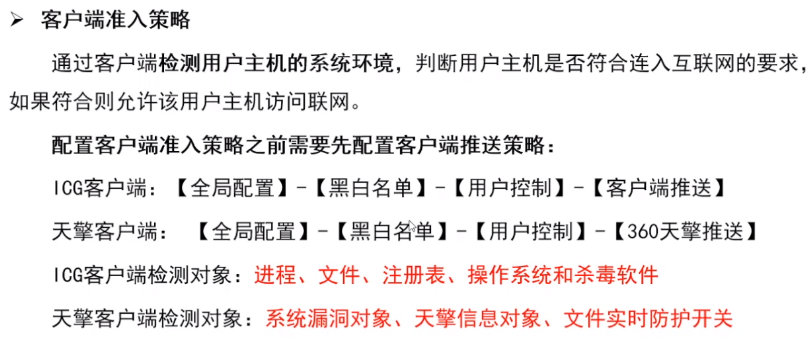 ➢ 客户端准入策略
通过客户端检测用户主机的系统环境，判断用户主机是否符合连入互联网的要求，
如果符合则允许该用户主机访问联网。
配置客户端准入策略之前需要先配置客户端推送策略：
ICG客户端：【全局配置】-【黑白名单】-【用户控制】-【客户端推送】
天擎客户端： 【全局配置】-【黑白名单】-【用户控制】-【360天擎推送】
ICG客户端检测对象：进程、文件、注册表、操作系统和杀毒软件
天擎客户端检测对象：系统漏洞对象、天擎信息对象、文件实时防护开关